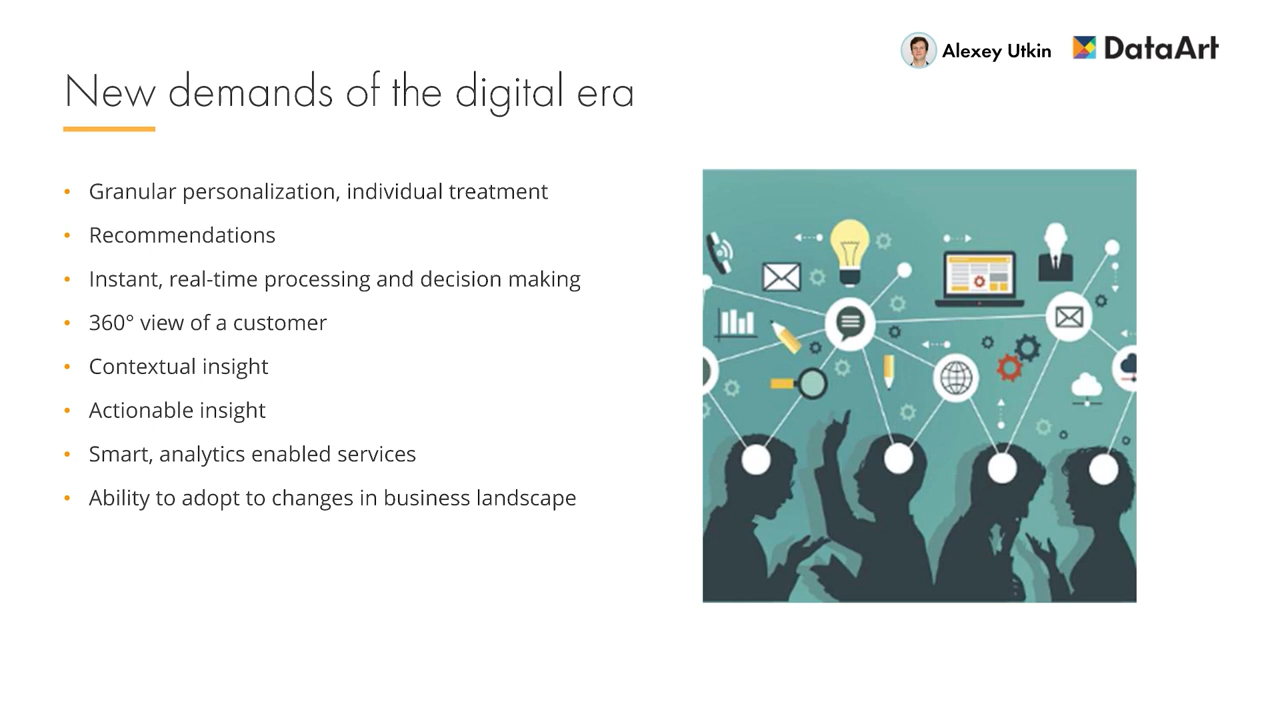 Alexey Utkin DataArt
New demands of the digital era
• Granular personalization, individual treatment
• Recommendations
• Instant, real-time processing and decision making
• 360° view of a customer
• Contextual insight
• Actionable insight
• Smart, analytics enabled services
• Ability to adopt to changes in business landscape